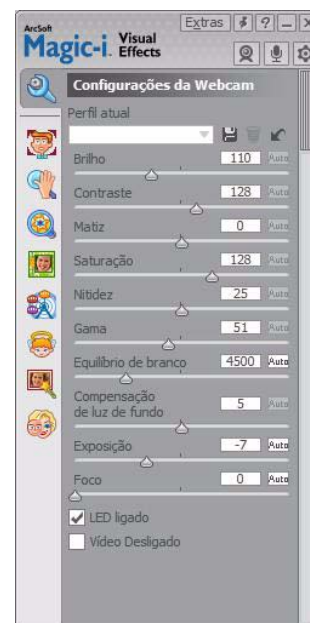 ArcSoft
Magic-i Visual Effects
Extras
Configurações da Webcam
Perfil atual
Brilho 110 Auto
Contraste 128 Auto
Matiz 0 Auto
Saturação 128 Auto
Nitidez 25 Auto
Gama 51 Auto
Equilíbrio de branco 4500 Auto
Compensação
de luz de fundo 5 Auto
Exposição -7 Auto
Foco 0 Auto
LED ligado
Vídeo Desligado